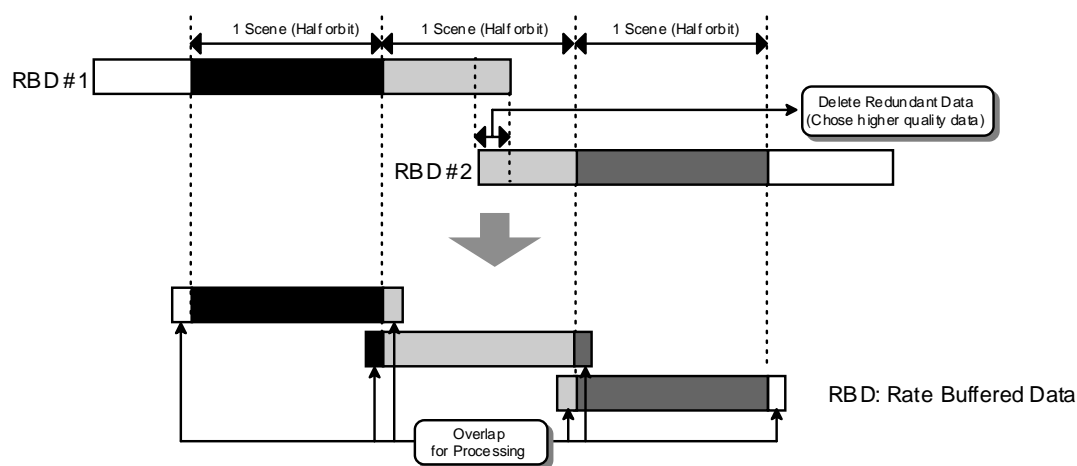 1 Scene (Half orbit)
1 Scene (Half orbit)
1 Scene (Half orbit)
RBD #1
Delete Redundant Data
(Chose higher quality data)
RBD #2
RBD: Rate Buffered Data
Overlap
for Processing